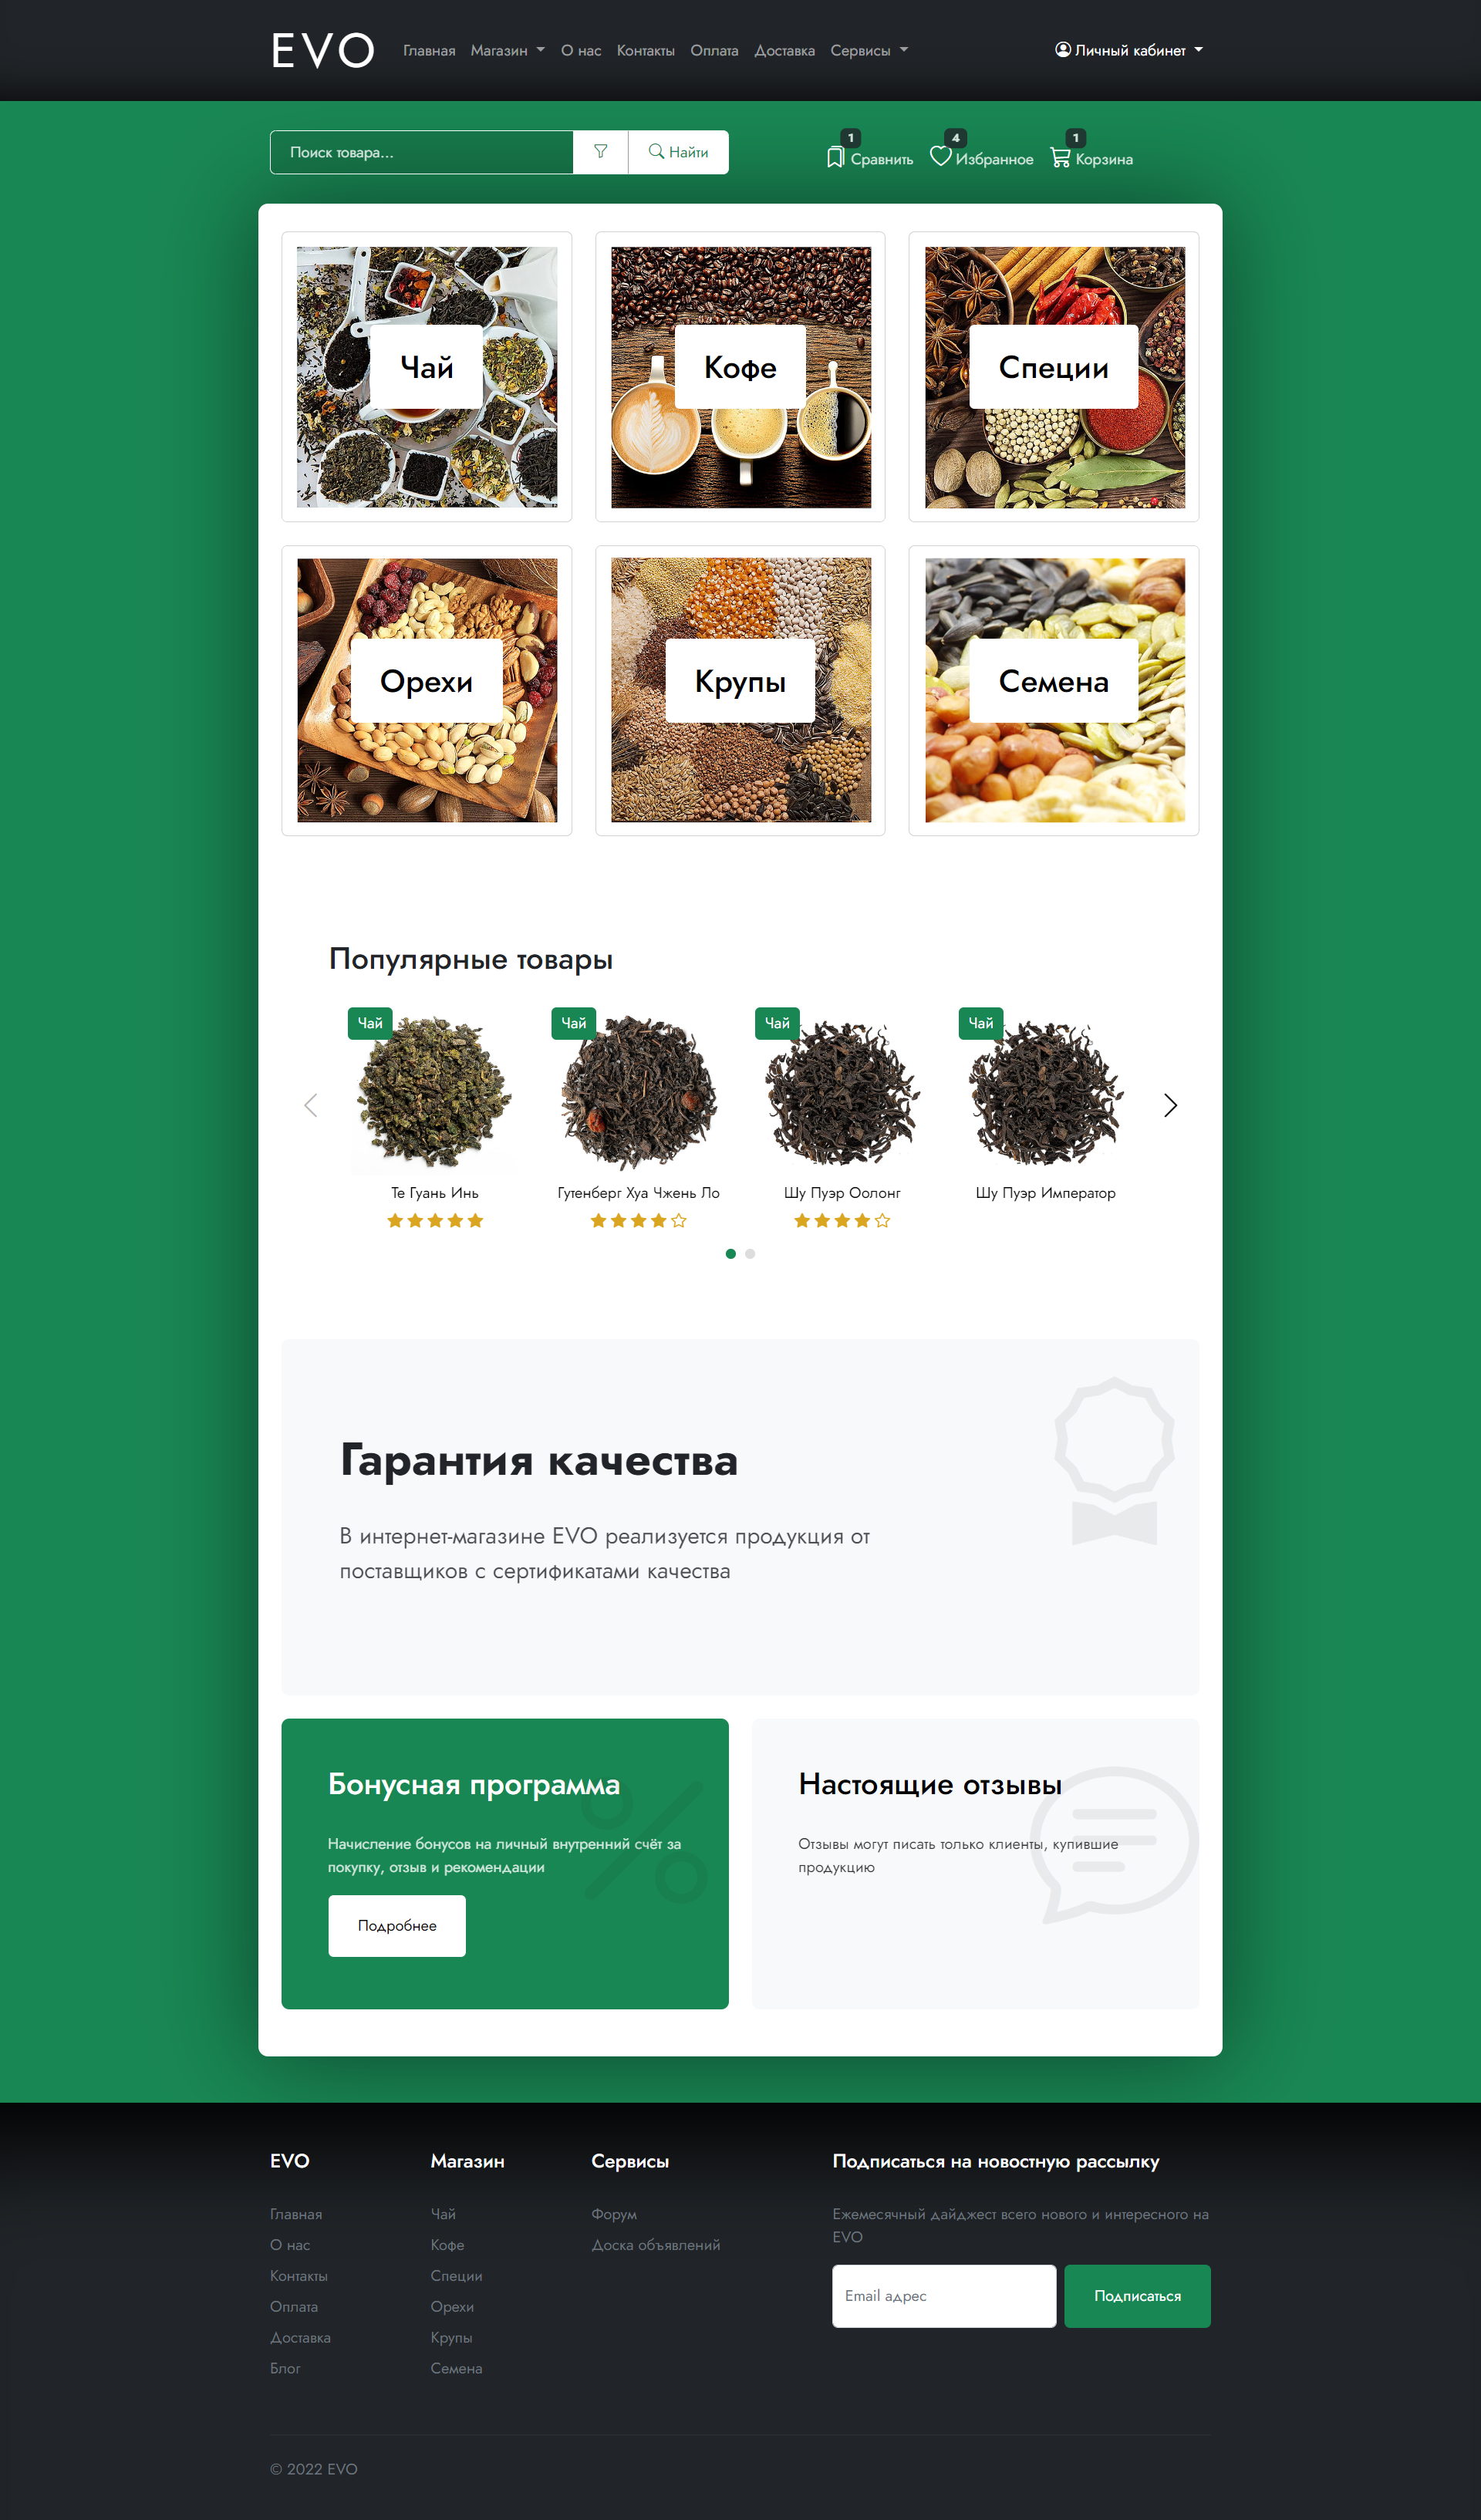 EVO
Главная Магазин О нас Контакты Оплата Доставка Сервисы Личный кабинет
Поиск товара... Найти
1 4 1
Сравнить Избранное Корзина
Чай Кофе Специи
Орехи Крупы Семена
Популярные товары
Чай Чай Чай Чай
Те Гуань Инь Гутенберг Хуа Чжень Ло Шу Пуэр Оолонг Шу Пуэр Император
Гарантия качества
В интернет-магазине EVO реализуется продукция от
поставщиков с сертификатами качества
Бонусная программа
Начисление бонусов на личный внутренний счёт за
покупку, отзыв и рекомендации
Подробнее
Настоящие отзывы
Отзывы могут писать только клиенты, купившие
продукцию
EVO
Главная
О нас
Контакты
Оплата
Доставка
Блог
Магазин
Чай
Кофе
Специи
Орехи
Крупы
Семена
Сервисы
Форум
Доска объявлений
Подписаться на новостную рассылку
Ежемесячный дайджест всего нового и интересного на
EVO
Email адрес Подписаться
© 2022 EVO